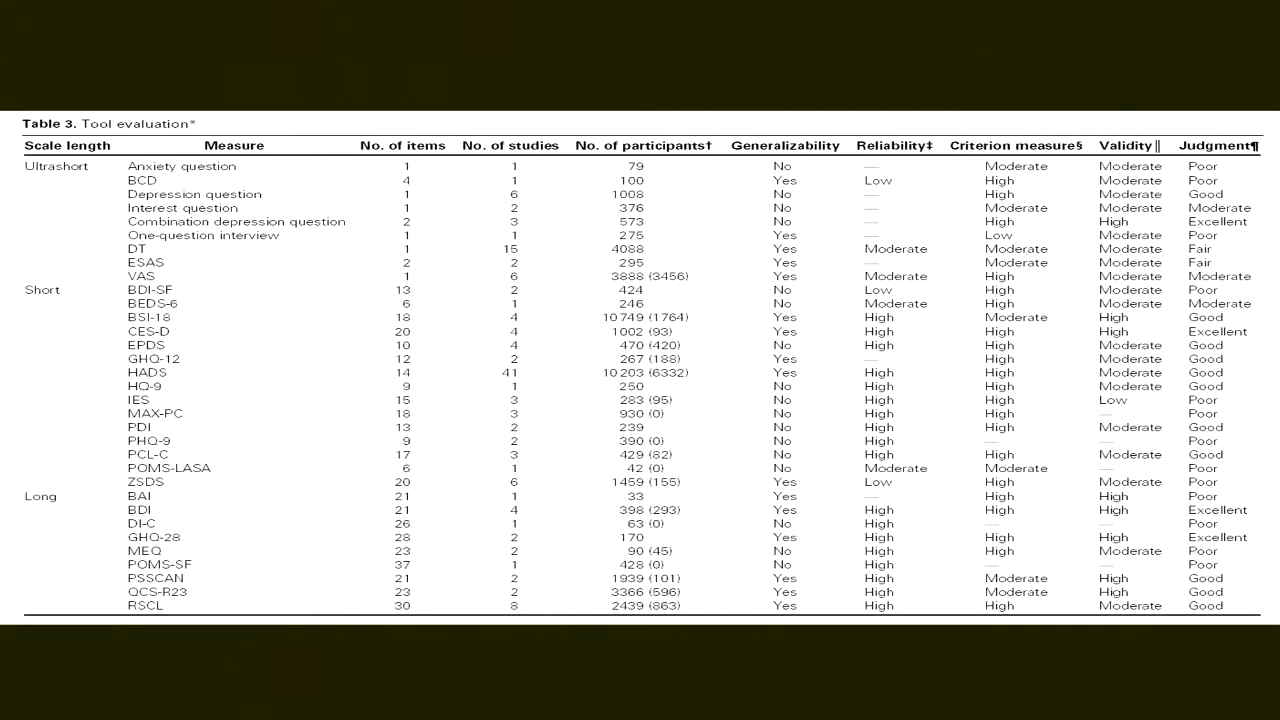 Table 3. Tool evaluation*
Scale length Measure No. of items No. of studies No. of participants† Generalizability Reliability‡ Criterion measure§ Validity‖ Judgment¶
Ultrashort Anxiety question 1 1 79 No — Moderate Moderate Poor
BCD 4 1 100 Yes Low High Moderate Poor
Depression question 1 6 1008 No — High Moderate Good
Interest question 1 2 376 No — Moderate Moderate Moderate
Combination depression question 2 3 573 No — High High Excellent
One-question interview 1 1 275 Yes — Low Moderate Poor
DT 1 15 4088 Yes Moderate Moderate Moderate Fair
ESAS 2 2 295 Yes — Moderate Moderate Fair
VAS 1 6 3888 (3456) Yes Moderate High Moderate Moderate
Short BDI-SF 13 2 424 No Low High Moderate Poor
BEDS-6 6 1 246 No Moderate High Moderate Moderate
BSI-18 18 4 10 749 (1764) Yes High Moderate High Good
CES-D 20 4 1002 (93) Yes High High High Excellent
EPDS 10 4 470 (420) No High High Moderate Good
GHQ-12 12 2 267 (188) Yes — High Moderate Good
HADS 14 41 10 203 (6332) Yes High High Moderate Good
HQ-9 9 1 250 No High High Moderate Good
IES 15 3 283 (95) No High High Low Poor
MAX-PC 18 3 930 (0) No High High — Poor
PDI 13 2 239 No High High Moderate Good
PHQ-9 9 2 390 (0) No High — — Poor
PCL-C 17 3 429 (82) No High High Moderate Good
POMS-LASA 6 1 42 (0) No Moderate Moderate — Poor
ZSDS 20 6 1459 (155) Yes Low High Moderate Poor
Long BAI 21 1 33 Yes — High High Poor
BDI 21 4 398 (293) Yes High High High Excellent
DI-C 26 1 63 (0) No High — — Poor
GHQ-28 28 2 170 Yes High High High Excellent
MEQ 23 2 90 (45) No High High Moderate Poor
POMS-SF 37 1 428 (0) No High — — Poor
PSSCAN 21 2 1939 (101) Yes High Moderate High Good
QCS-R23 23 2 3366 (596) Yes High Moderate High Good
RSCL 30 8 2439 (863) Yes High High Moderate Good